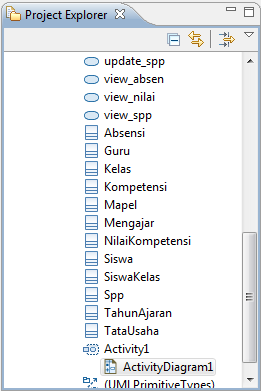 Project Explorer
update_spp
view_absen
view_nilai
view_spp
Absensi
Guru
Kelas
Kompetensi
Mapel
Mengajar
NilaiKompetensi
Siswa
SiswaKelas
Spp
TahunAjaran
TataUsaha
Activity1
ActivityDiagram1
(UMLPrimitiveTypes)